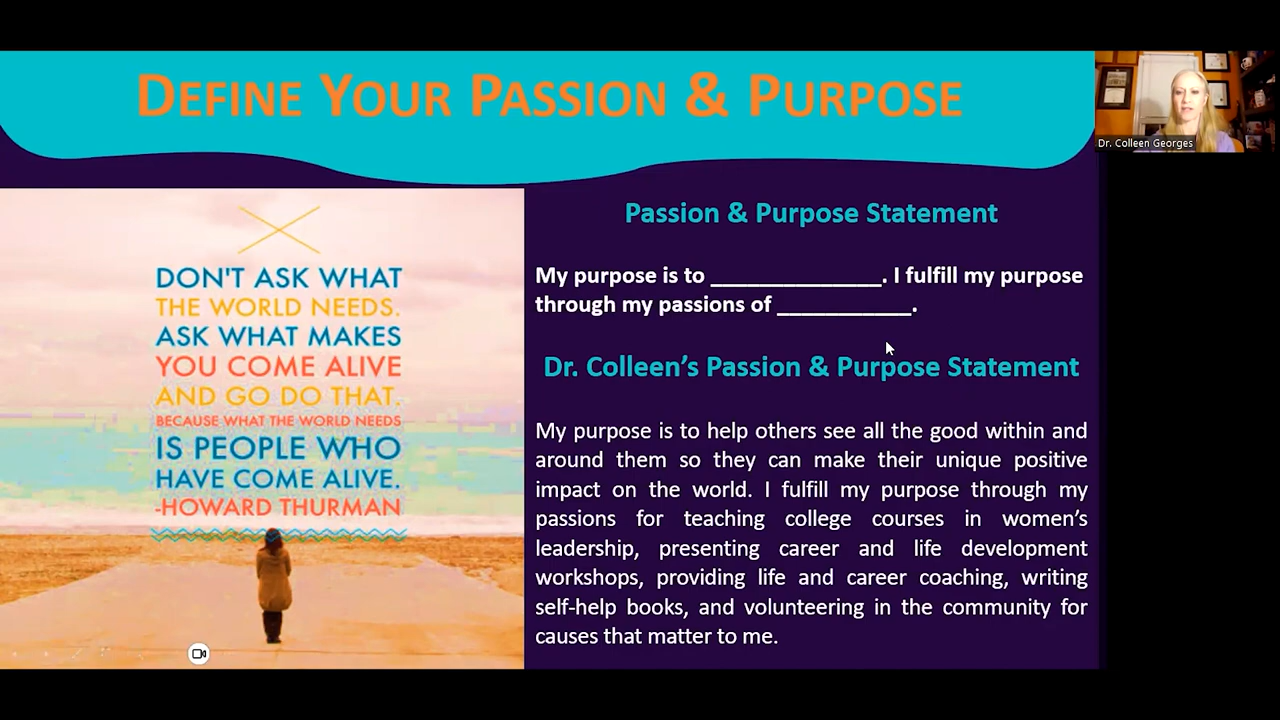 DEFINE YOUR PASSION & PURPOSE
Dr. Colleen Georges
DON'T ASK WHAT
THE WORLD NEEDS.
ASK WHAT MAKES
YOU COME ALIVE
AND GO DO THAT.
BECAUSE WHAT THE WORLD NEEDS
IS PEOPLE WHO
HAVE COME ALIVE.
-HOWARD THURMAN
Passion & Purpose Statement
My purpose is to ______________. I fulfill my purpose
through my passions of ___________.
Dr. Colleen’s Passion & Purpose Statement
My purpose is to help others see all the good within and
around them so they can make their unique positive
impact on the world. I fulfill my purpose through my
passions for teaching college courses in women’s
leadership, presenting career and life development
workshops, providing life and career coaching, writing
self-help books, and volunteering in the community for
causes that matter to me.